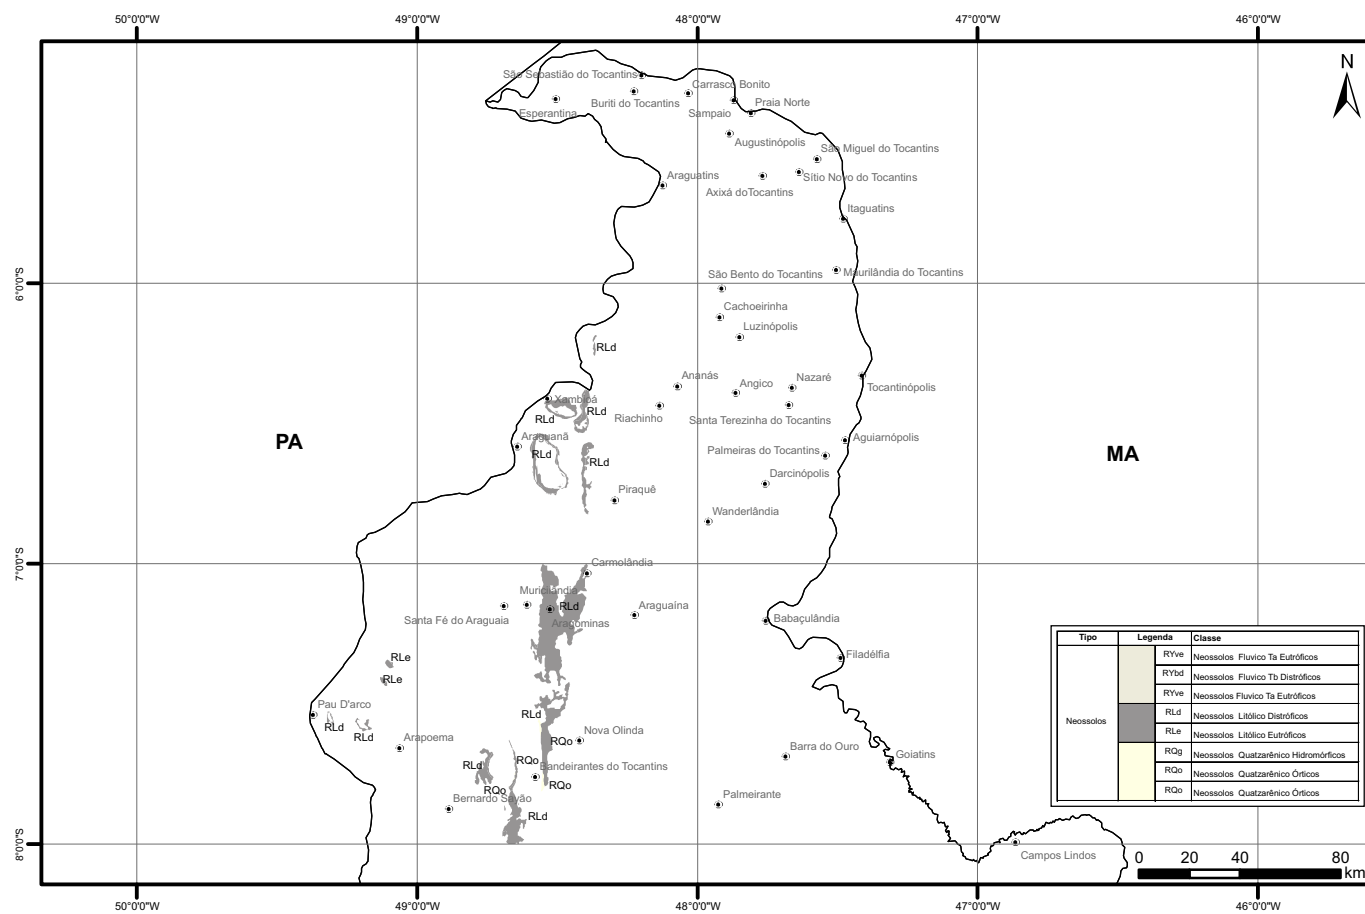 50°0'0"W 49°0'0"W 48°0'0"W 47°0'0"W 46°0'0"W
N
São Sebastião do Tocantins
Carrasco Bonito
Esperantina
Buriti do Tocantins
Sampaio
Praia Norte
Augustinópolis
São Miguel do Tocantins
Araguatins
Sítio Novo do Tocantins
Axixá doTocantins
Itaguatins
6°0'0"S
São Bento do Tocantins
Maurilândia do Tocantins
Cachoeirinha
Luzinópolis
RLd
Ananás
Angico
Nazaré
Tocantinópolis
Xambioá
RLd
RLd
Riachinho
Santa Terezinha do Tocantins
PA
Araguanã
RLd
RLd
Palmeiras do Tocantins
Aguiarnópolis
MA
Darcinópolis
Piraquê
Wanderlândia
7°0'0"S
Carmolândia
Muricilândia
RLd
Araguaína
Santa Fé do Araguaia
Aragominas
Babaçulândia
RLe
Filadélfia
RLe
Pau D'arco
RLd
RLd
RLd
Arapoema
RQo
Nova Olinda
RLd
RQo
Bandeirantes do Tocantins
RQo
RQo
Bernardo Sayão
RLd
Barra do Ouro
Goiatins
Palmeirante
Campos Lindos
8°0'0"S
Tipo Legenda Classe
Neossolos
RYve Neossolos Fluvico Ta Eutróficos
RYbd Neossolos Fluvico Tb Distróficos
RYve Neossolos Fluvico Ta Eutróficos
RLd Neossolos Litólico Distróficos
RLe Neossolos Litólico Eutróficos
RQg Neossolos Quatzarênico Hidromórficos
RQo Neossolos Quatzarênico Órticos
RQo Neossolos Quatzarênico Órticos
0 20 40 80
km
50°0'0"W 49°0'0"W 48°0'0"W 47°0'0"W 46°0'0"W